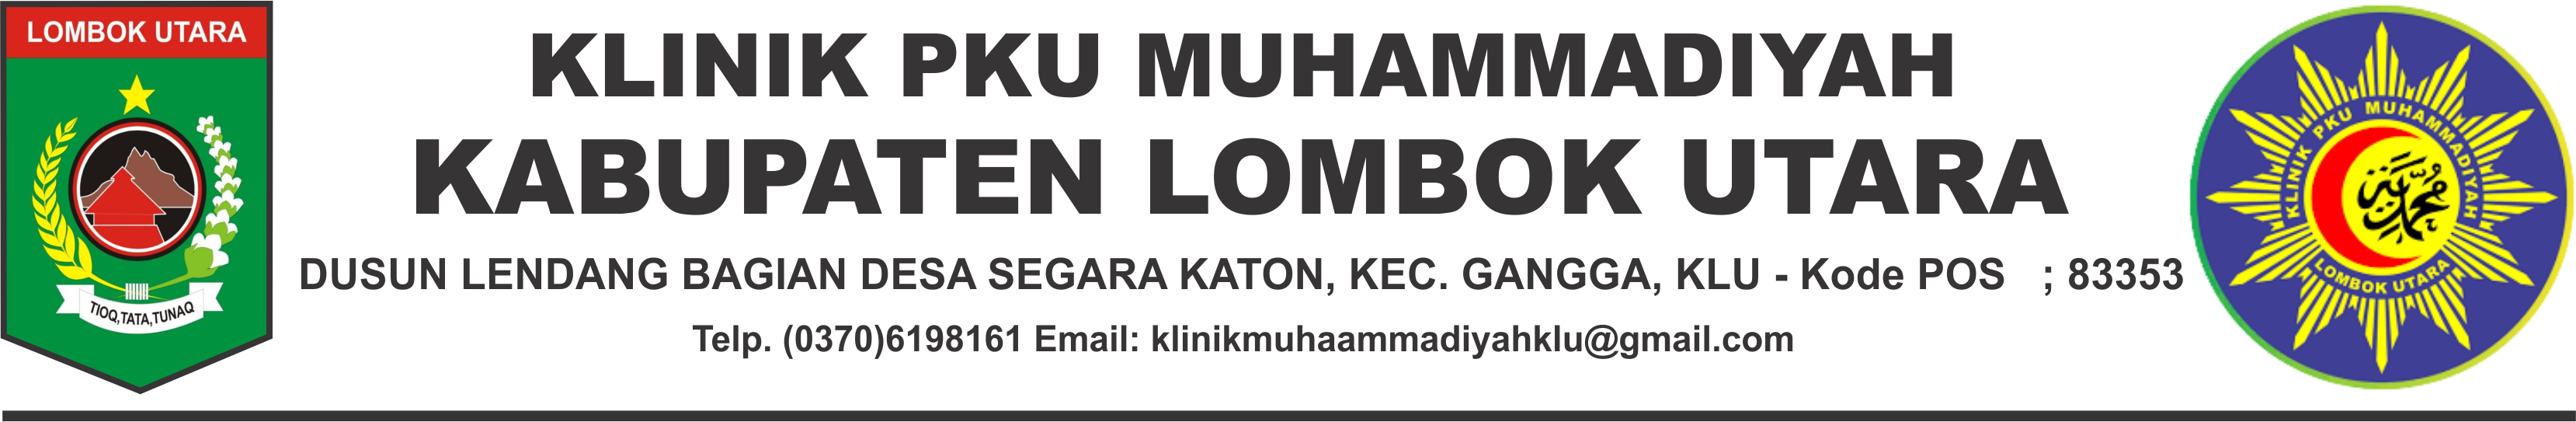 LOMBOK UTARA
TIOQ,TATA,TUNAQ
KLINIK PKU MUHAMMADIYAH
KABUPATEN LOMBOK UTARA
DUSUN LENDANG BAGIAN DESA SEGARA KATON, KEC. GANGGA, KLU - Kode POS ; 83353
Telp. (0370)6198161 Email: klinikmuhaammadiyahklu@gmail.com
KLINIK PKU MUHAMMADIYAH
محمدية
LOMBOK UTARA